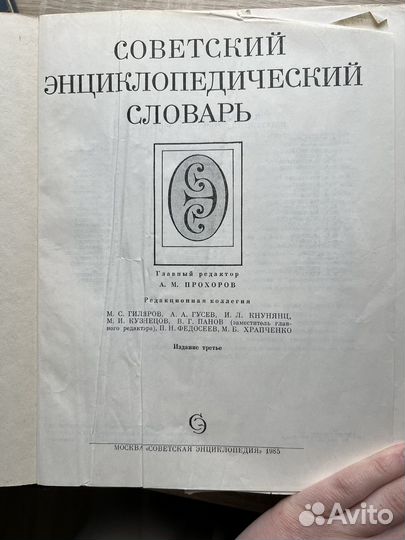 СОВЕТСКИЙ
ЭНЦИКЛОПЕДИЧЕСКИЙ
СЛОВАРЬ
Главный редактор
А. М. ПРОХОРОВ
Редакционная коллегия
М. С. ГИЛЯРОВ, А. А. ГУСЕВ, И. Л. КНУНЯНЦ,
М. И. КУЗНЕЦОВ, В. Г. ПАНОВ (заместитель глав-
ного редактора), П. Н. ФЕДОСЕЕВ, М. Б. ХРАПЧЕНКО
Издание третье
МОСКВА «СОВЕТСКАЯ ЭНЦИКЛОПЕДИЯ» 1985
Avito